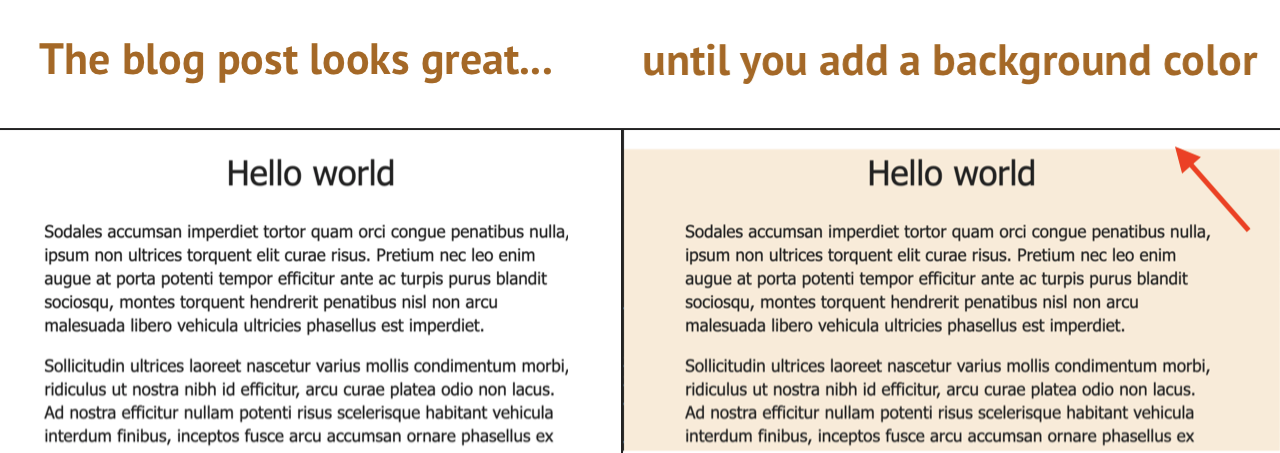 The blog post looks great...
until you add a background color
Hello world
Sodales accumsan imperdiet tortor quam orci congue penatibus nulla,
ipsum non ultrices torquent elit curae risus. Pretium nec leo enim
augue at porta potenti tempor efficitur ante ac turpis purus blandit
sociosqu, montes torquent hendrerit penatibus nisl non arcu
malesuada libero vehicula ultricies phasellus est imperdiet.
Sollicitudin ultrices laoreet nascetur varius mollis condimentum morbi,
ridiculus ut nostra nibh id efficitur, arcu curae platea odio non lacus.
Ad nostra efficitur nullam potenti risus scelerisque habitant vehicula
interdum finibus, inceptos fusce arcu accumsan ornare phasellus ex
Hello world
Sodales accumsan imperdiet tortor quam orci congue penatibus nulla,
ipsum non ultrices torquent elit curae risus. Pretium nec leo enim
augue at porta potenti tempor efficitur ante ac turpis purus blandit
sociosqu, montes torquent hendrerit penatibus nisl non arcu
malesuada libero vehicula ultricies phasellus est imperdiet.
Sollicitudin ultrices laoreet nascetur varius mollis condimentum morbi,
ridiculus ut nostra nibh id efficitur, arcu curae platea odio non lacus.
Ad nostra efficitur nullam potenti risus scelerisque habitant vehicula
interdum finibus, inceptos fusce arcu accumsan ornare phasellus ex